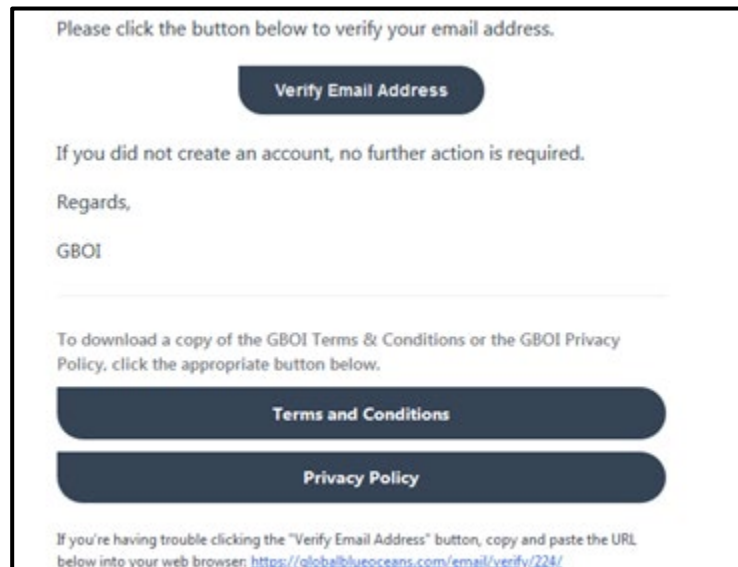 Please click the button below to verify your email address.
Verify Email Address
If you did not create an account, no further action is required.
Regards,
GBOI
To download a copy of the GBOI Terms & Conditions or the GBOI Privacy
Policy, click the appropriate button below.
Terms and Conditions
Privacy Policy
If you're having trouble clicking the "Verify Email Address" button, copy and paste the URL
below into your web browser: https://globalblueoceans.com/email/verify/224/